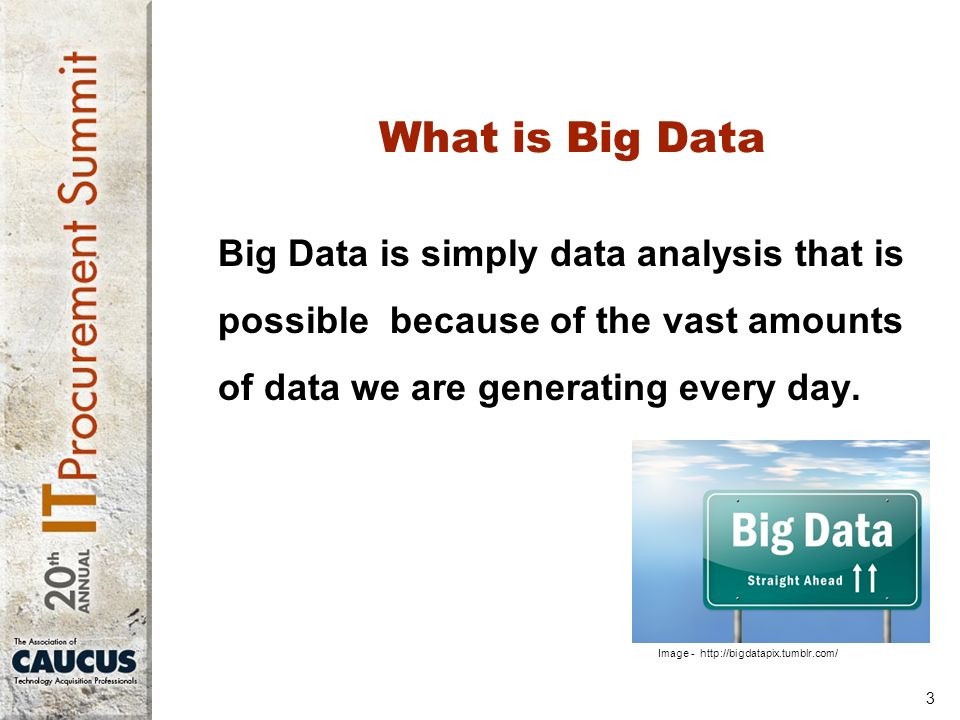 20th ANNUAL IT Procurement Summit
The Association of
CAUCUS
Technology Acquisition Professionals
What is Big Data
Big Data is simply data analysis that is
possible  because of the vast amounts
of data we are generating every day.
Big Data
Straight Ahead ↑↑
Image -  http://bigdatapix.tumblr.com/
3